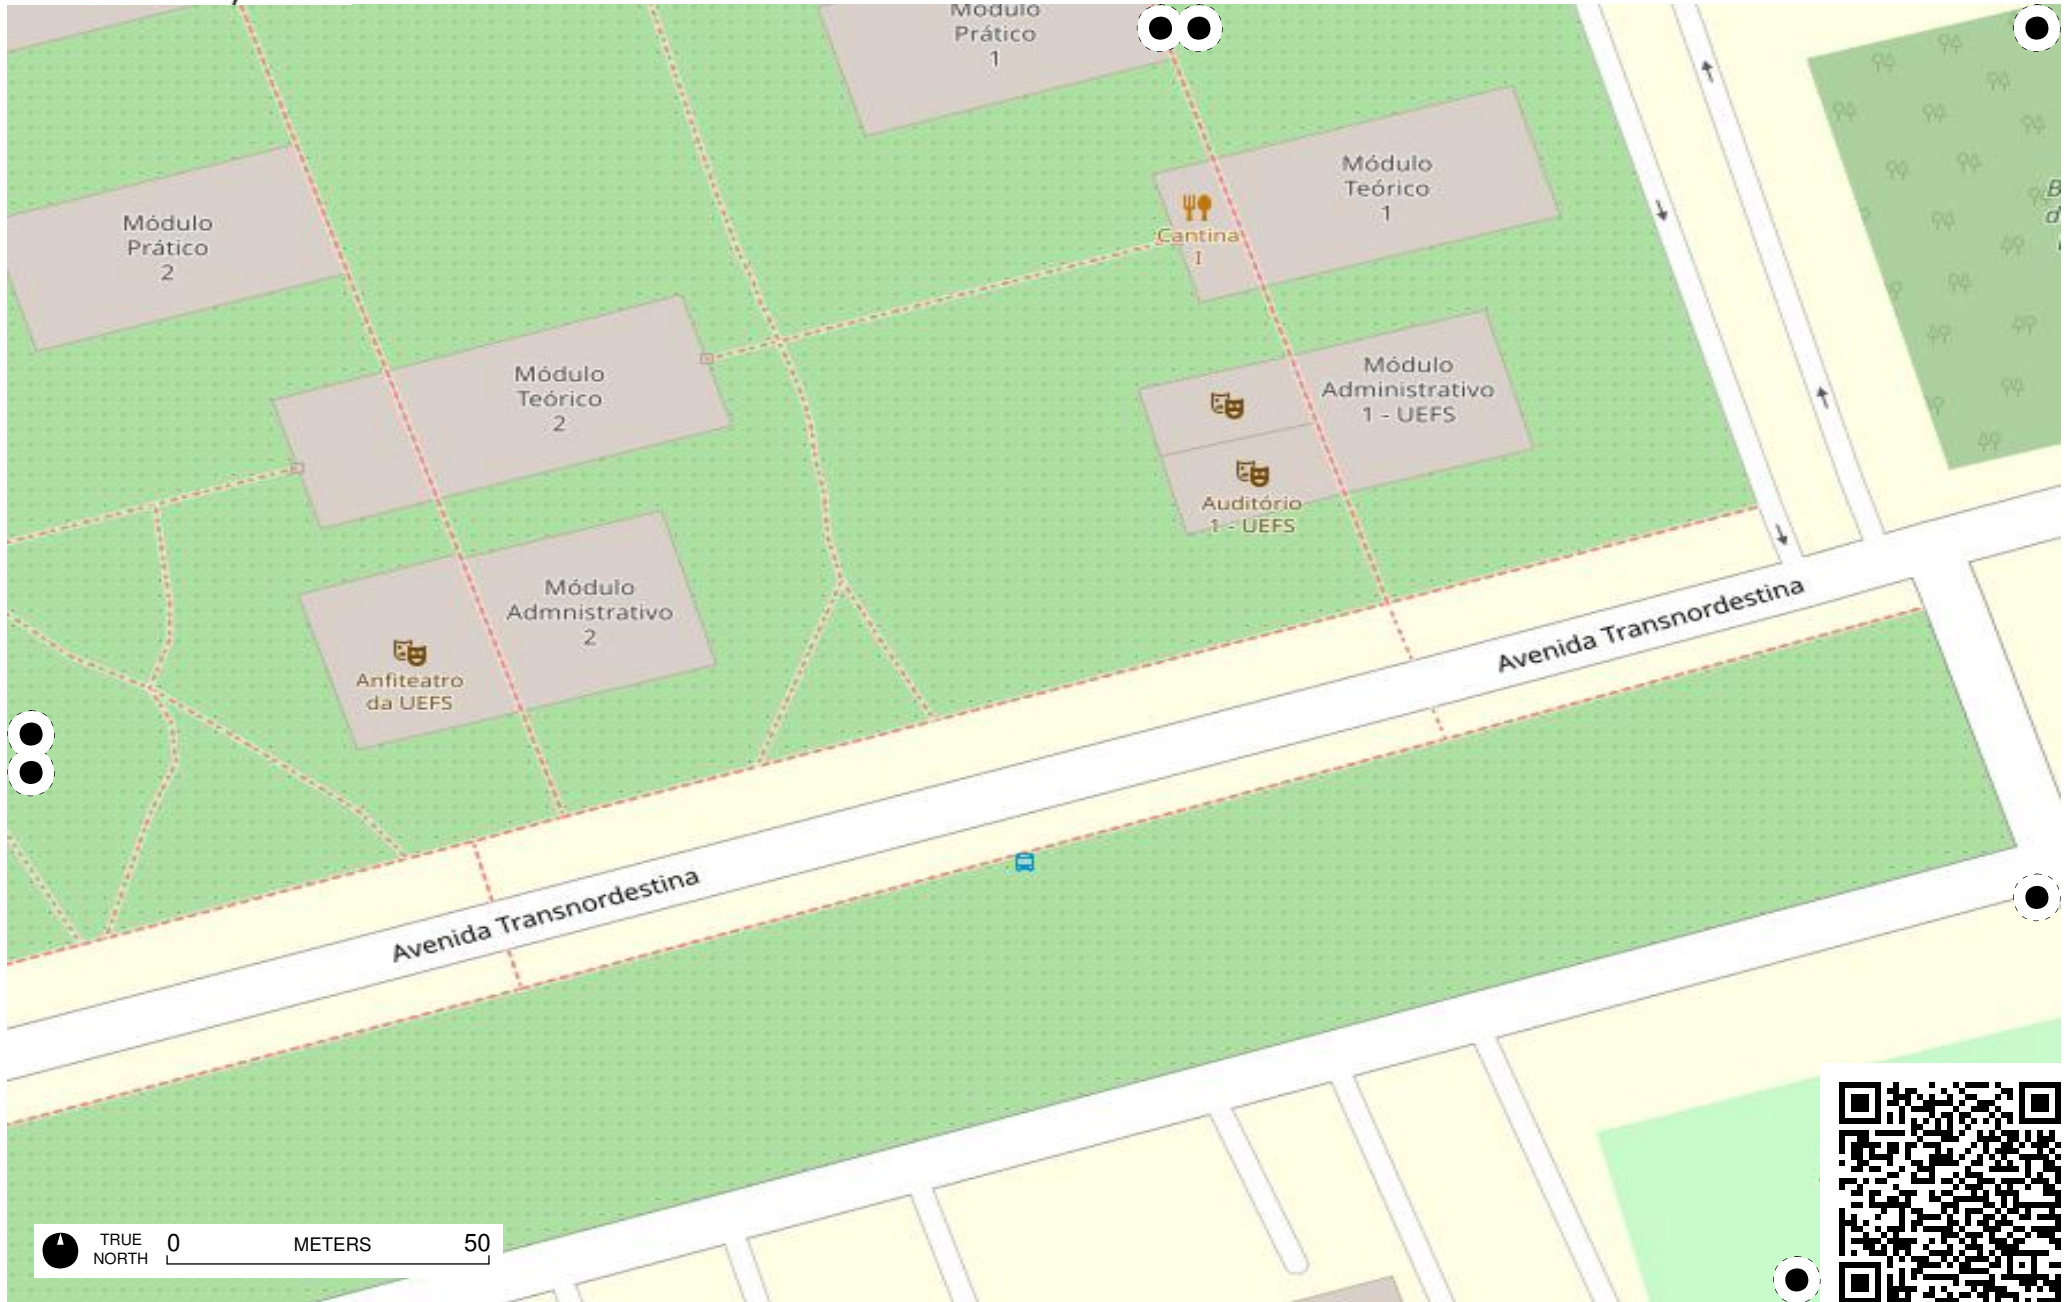 Módulo
Prático
1
Módulo
Teórico
1
Cantina
I
Módulo
Prático
2
Módulo
Teórico
2
Módulo
Administrativo
1 - UEFS
Auditório
1 - UEFS
Módulo
Admnistrativo
2
Anfiteatro
da UEFS
Avenida Transnordestina
Avenida Transnordestina
TRUE
NORTH
0
METERS
50